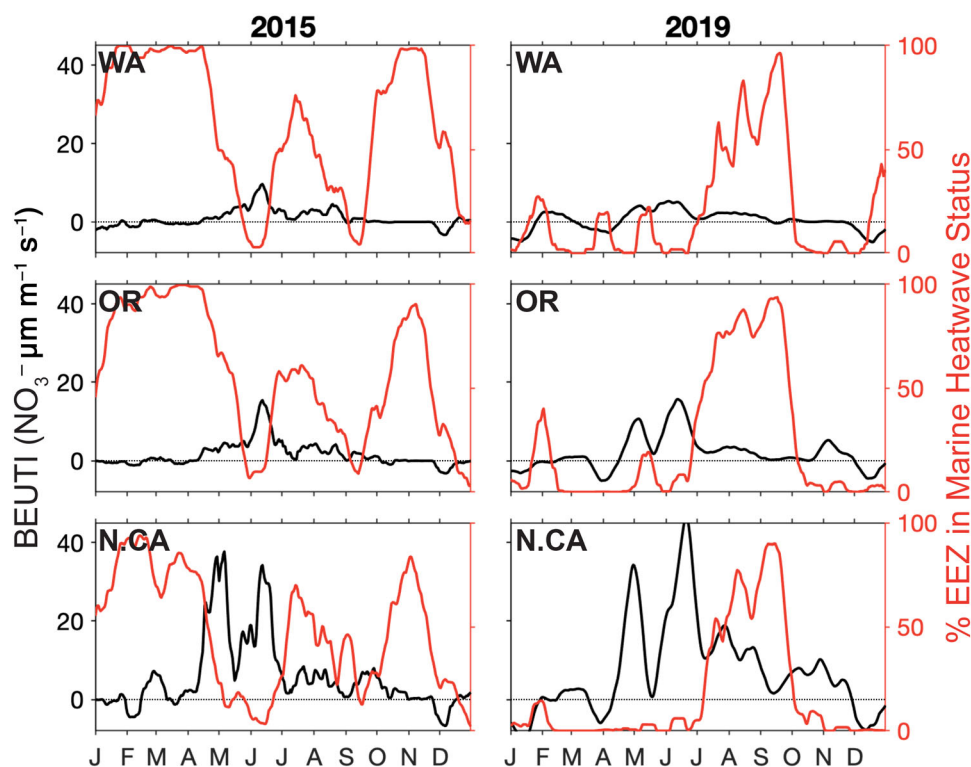 2015 2019
WA WA
40 100
20 50
0 0
OR OR
40 100
20 50
0 0
N.CA N.CA
40 100
20 50
0 0
J F M A M J J A S O N D J F M A M J J A S O N D
BEUTI (NO₃⁻ μm m⁻¹ s⁻¹)
% EEZ in Marine Heatwave Status